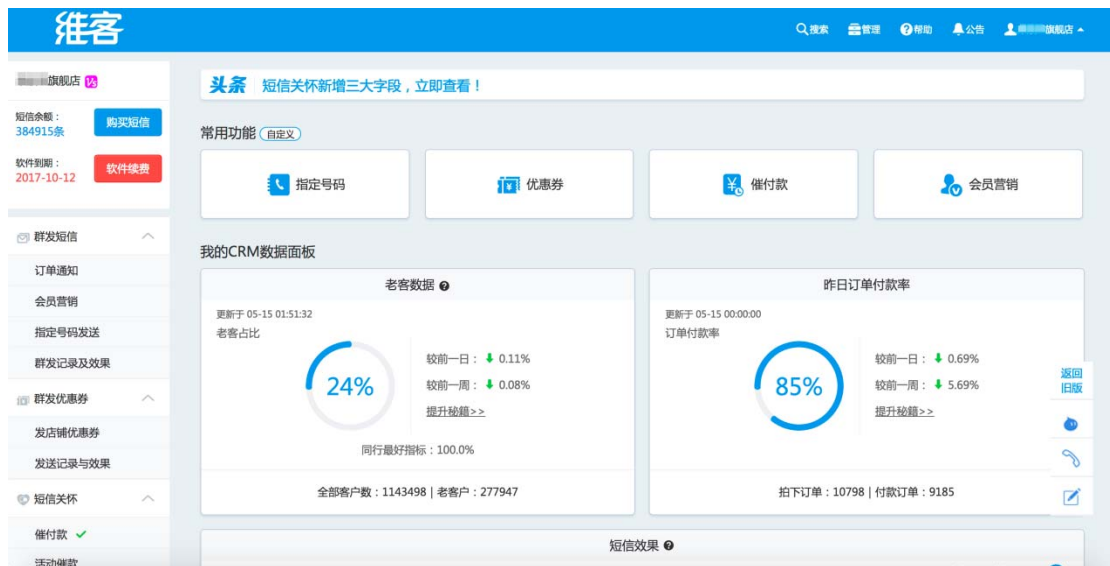 维客
搜索 管理 帮助 公告 旗舰店
旗舰店 V3
短信余额：
384915条
购买短信
软件到期：
2017-10-12
软件续费
群发短信
订单通知
会员营销
指定号码发送
群发记录及效果
群发优惠券
发店铺优惠券
发送记录与效果
短信关怀
催付款
活动催款
头条 短信关怀新增三大字段，立即查看！
常用功能 自定义
指定号码 优惠券 催付款 会员营销
我的CRM数据面板
老客数据
更新于 05-15 01:51:32
老客占比
24%
较前一日： 0.11%
较前一周： 0.08%
提升秘籍>>
同行最好指标：100.0%
全部客户数：1143498 | 老客户：277947
昨日订单付款率
更新于 05-15 00:00:00
订单付款率
85%
较前一日： 0.69%
较前一周： 5.69%
提升秘籍>>
拍下订单：10798 | 付款订单：9185
短信效果
返回
旧版